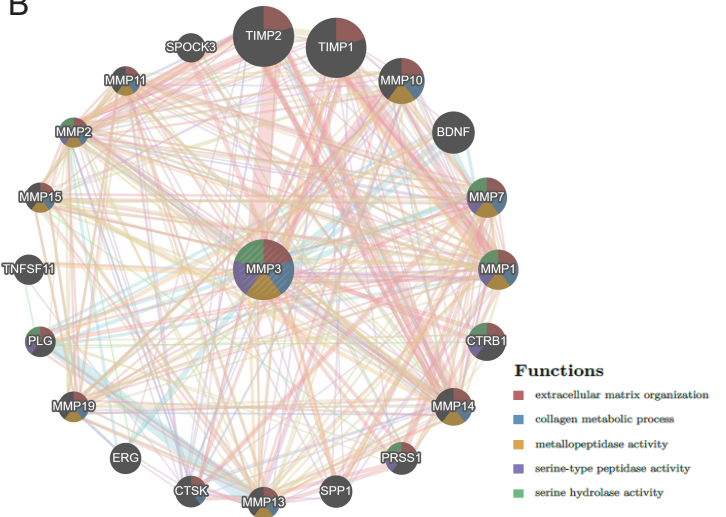 B
TIMP2
TIMP1
SPOCK3
MMP11
MMP10
MMP2
BDNF
MMP15
MMP7
TNFSF11
MMP3
MMP1
PLG
CTRB1
MMP19
MMP14
ERG
PRSS1
CTSK
MMP13
SPP1
Functions
extracellular matrix organization
collagen metabolic process
metallopeptidase activity
serine-type peptidase activity
serine hydrolase activity